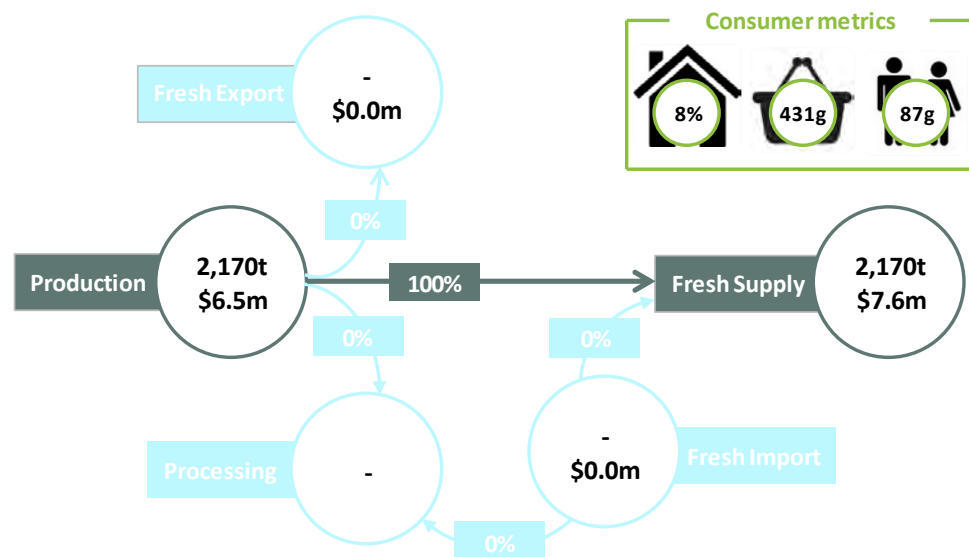 Consumer metrics
8%
431g
87g
Fresh Export
-
$0.0m
0%
Production
2,170t
$6.5m
100%
Fresh Supply
2,170t
$7.6m
0%
0%
Processing
-
-
$0.0m
Fresh Import
0%